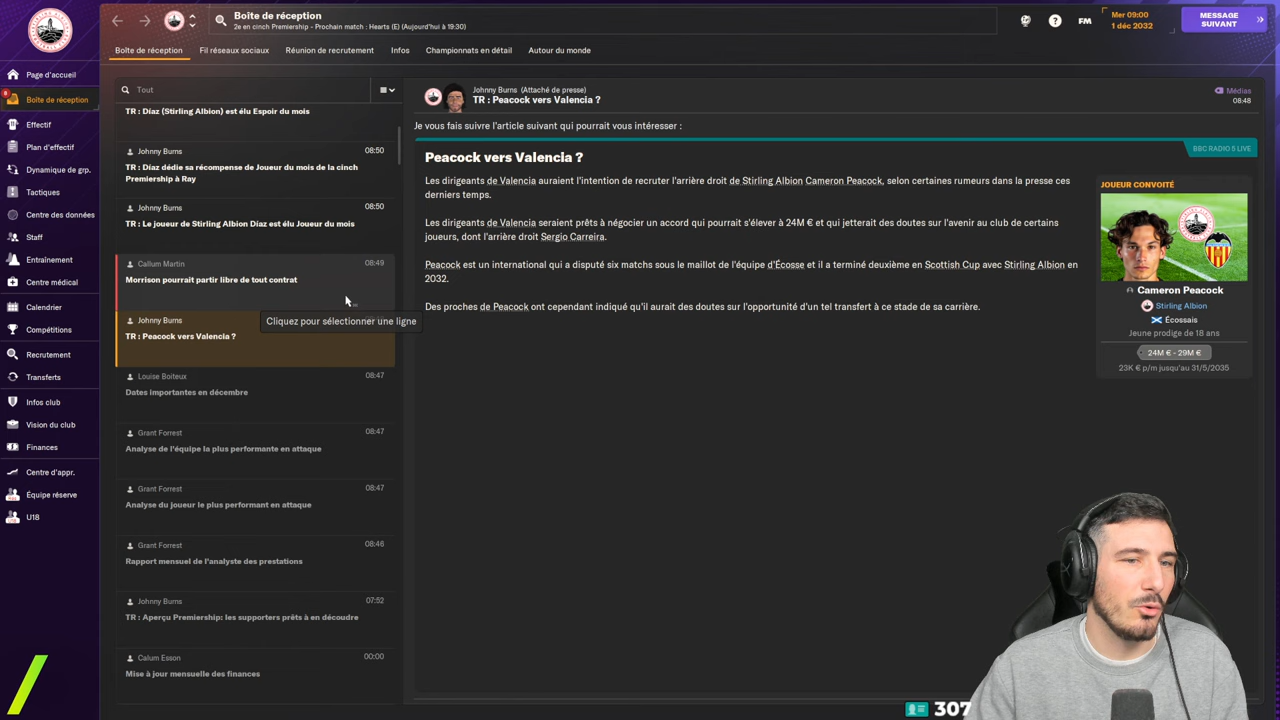 Boîte de réception
2e en cinch Premiership - Prochain match : Hearts (E) (Aujourd'hui à 19:30)
FM
Mer 09:00
1 déc 2032
MESSAGE SUIVANT
Boîte de réception
Fil réseaux sociaux
Réunion de recrutement
Infos
Championnats en détail
Autour du monde
Page d'accueil
Boîte de réception
Effectif
Plan d'effectif
Dynamique de grp.
Tactiques
Centre des données
Staff
Entraînement
Centre médical
Calendrier
Compétitions
Recrutement
Transferts
Infos club
Vision du club
Finances
Centre d'appr.
Équipe réserve
U18
Tout
TR : Díaz (Stirling Albion) est élu Espoir du mois
Johnny Burns
08:50
TR : Díaz dédie sa récompense de Joueur du mois de la cinch
Premiership à Ray
Johnny Burns
08:50
TR : Le joueur de Stirling Albion Díaz est élu Joueur du mois
Callum Martin
08:49
Morrison pourrait partir libre de tout contrat
Johnny Burns
Cliquez pour sélectionner une ligne
TR : Peacock vers Valencia ?
Louise Boiteux
08:47
Dates importantes en décembre
Grant Forrest
08:47
Analyse de l'équipe la plus performante en attaque
Grant Forrest
08:47
Analyse du joueur le plus performant en attaque
Grant Forrest
08:46
Rapport mensuel de l'analyste des prestations
Johnny Burns
07:52
TR : Aperçu Premiership: les supporters prêts à en découdre
Calum Esson
00:00
Mise à jour mensuelle des finances
Johnny Burns (Attaché de presse)
TR : Peacock vers Valencia ?
Médias
08:48
Je vous fais suivre l'article suivant qui pourrait vous intéresser :
BBC RADIO 5 LIVE
Peacock vers Valencia ?
Les dirigeants de Valencia auraient l'intention de recruter l'arrière droit de Stirling Albion Cameron Peacock, selon certaines rumeurs dans la presse ces
derniers temps.
Les dirigeants de Valencia seraient prêts à négocier un accord qui pourrait s'élever à 24M € et qui jetterait des doutes sur l'avenir au club de certains
joueurs, dont l'arrière droit Sergio Carreira.
Peacock est un international qui a disputé six matchs sous le maillot de l'équipe d'Écosse et il a terminé deuxième en Scottish Cup avec Stirling Albion en
2032.
Des proches de Peacock ont cependant indiqué qu'il aurait des doutes sur l'opportunité d'un tel transfert à ce stade de sa carrière.
JOUEUR CONVOITÉ
Cameron Peacock
Stirling Albion
Écossais
Jeune prodige de 18 ans
24M € - 29M €
23K € p/m jusqu'au 31/5/2035
307